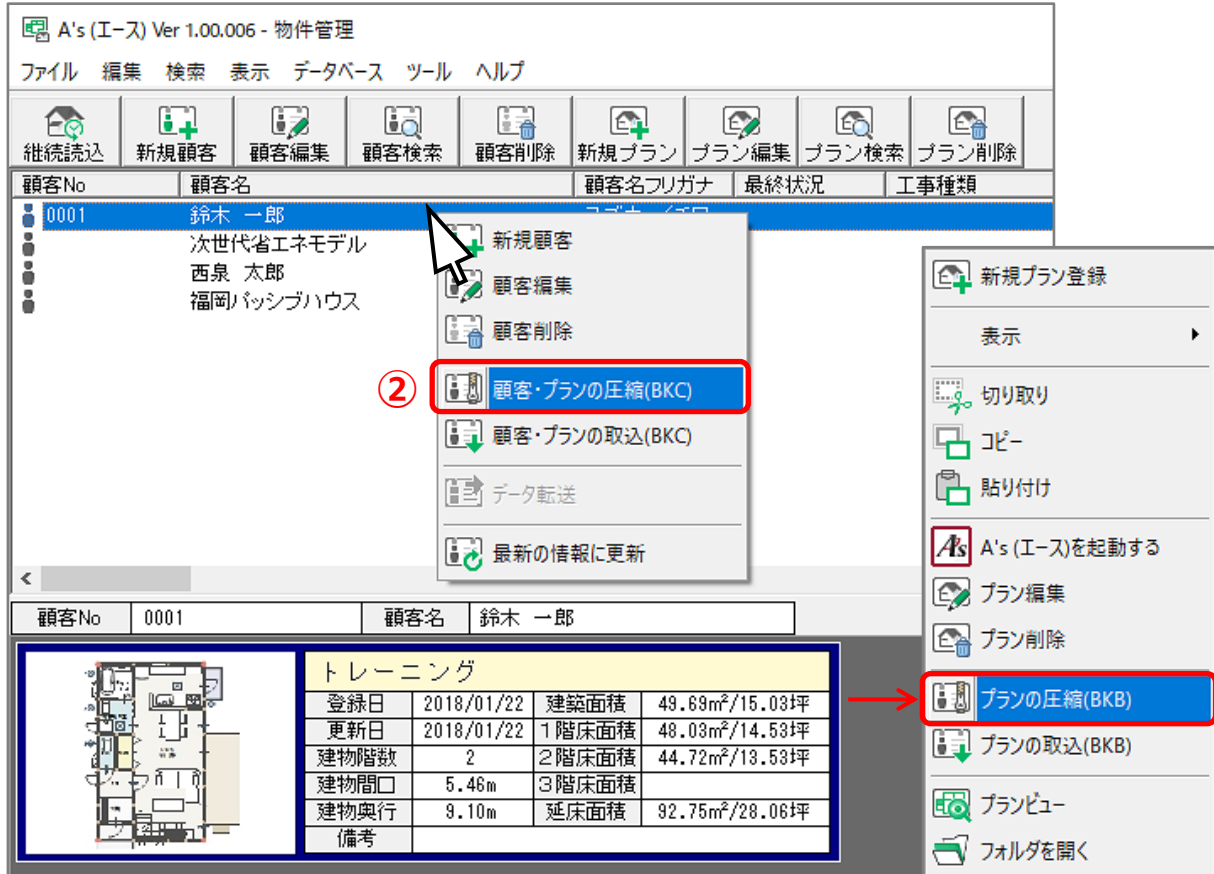 A's (エース) Ver 1.00.006 - 物件管理
ファイル 編集 検索 表示 データベース ツール ヘルプ
継続読込 新規顧客 顧客編集 顧客検索 顧客削除 新規プラン プラン編集 プラン検索 プラン削除
顧客No 顧客名 顧客名フリガナ 最終状況 工事種類
0001 鈴木 一郎
次世代省エネモデル
西泉 太郎
福岡パッシブハウス
新規顧客
顧客編集
顧客削除
② 顧客・プランの圧縮(BKC)
顧客・プランの取込(BKC)
データ転送
最新の情報に更新
新規プラン登録
表示
切り取り
コピー
貼り付け
A's A's (エース)を起動する
プラン編集
プラン削除
プランの圧縮(BKB)
プランの取込(BKB)
プランビュー
フォルダを開く
顧客No 0001 顧客名 鈴木 一郎
トレーニング
登録日 2018/01/22 建築面積 49.69m²/15.03坪
更新日 2018/01/22 1階床面積 48.03m²/14.53坪
建物階数 2 2階床面積 44.72m²/13.53坪
建物間口 5.46m 3階床面積
建物奥行 9.10m 延床面積 92.75m²/28.06坪
備考